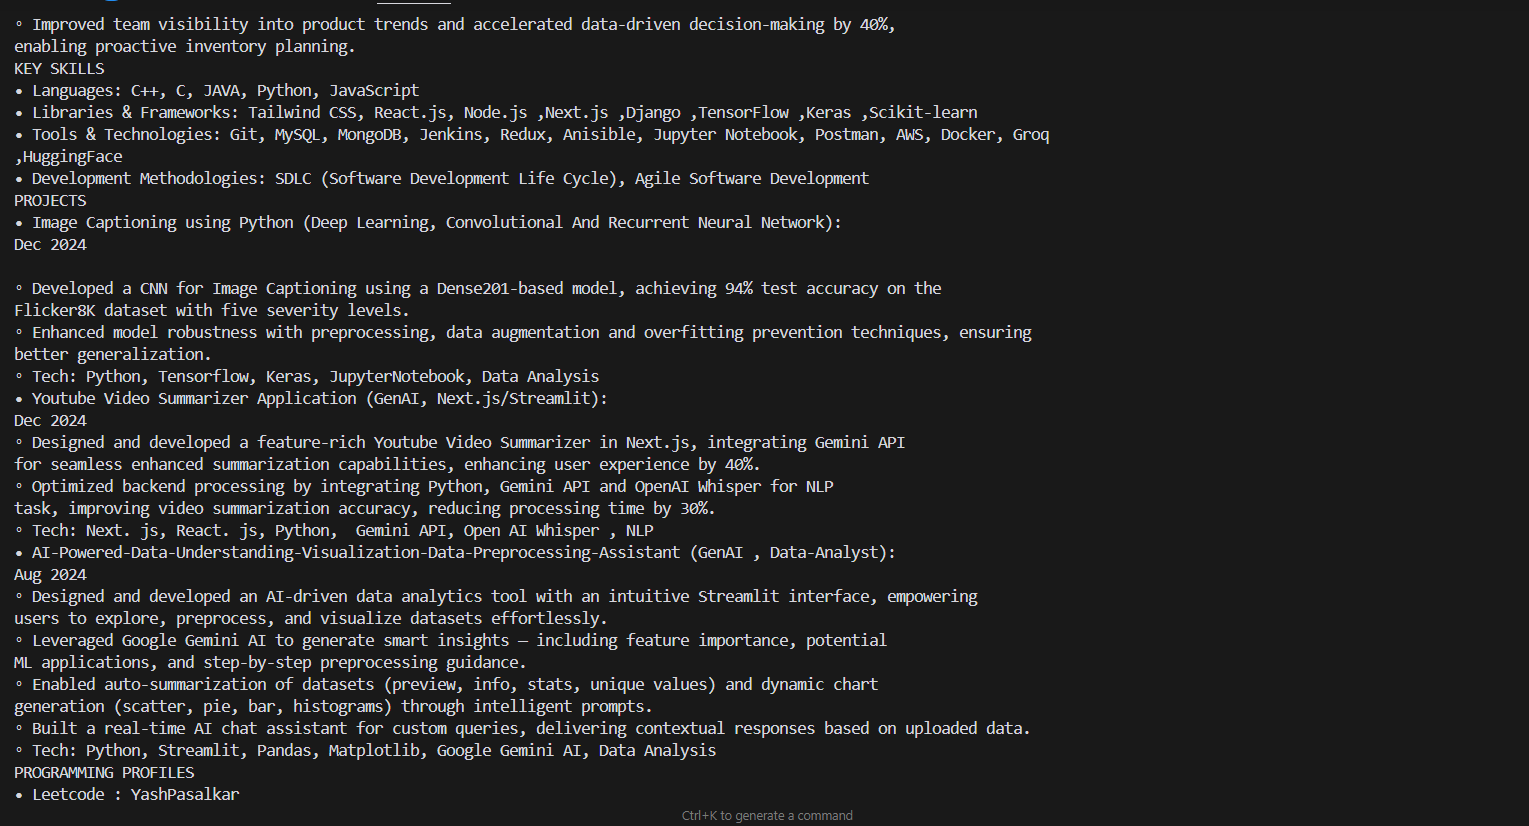 ◦ Improved team visibility into product trends and accelerated data-driven decision-making by 40%,
enabling proactive inventory planning.
KEY SKILLS
• Languages: C++, C, JAVA, Python, JavaScript
• Libraries & Frameworks: Tailwind CSS, React.js, Node.js ,Next.js ,Django ,TensorFlow ,Keras ,Scikit-learn
• Tools & Technologies: Git, MySQL, MongoDB, Jenkins, Redux, Anisible, Jupyter Notebook, Postman, AWS, Docker, Groq
,HuggingFace
• Development Methodologies: SDLC (Software Development Life Cycle), Agile Software Development
PROJECTS
• Image Captioning using Python (Deep Learning, Convolutional And Recurrent Neural Network):
Dec 2024
◦ Developed a CNN for Image Captioning using a Dense201-based model, achieving 94% test accuracy on the
Flicker8K dataset with five severity levels.
◦ Enhanced model robustness with preprocessing, data augmentation and overfitting prevention techniques, ensuring
better generalization.
◦ Tech: Python, Tensorflow, Keras, JupyterNotebook, Data Analysis
• Youtube Video Summarizer Application (GenAI, Next.js/Streamlit):
Dec 2024
◦ Designed and developed a feature-rich Youtube Video Summarizer in Next.js, integrating Gemini API
for seamless enhanced summarization capabilities, enhancing user experience by 40%.
◦ Optimized backend processing by integrating Python, Gemini API and OpenAI Whisper for NLP
task, improving video summarization accuracy, reducing processing time by 30%.
◦ Tech: Next. js, React. js, Python,  Gemini API, Open AI Whisper , NLP
• AI-Powered-Data-Understanding-Visualization-Data-Preprocessing-Assistant (GenAI , Data-Analyst):
Aug 2024
◦ Designed and developed an AI-driven data analytics tool with an intuitive Streamlit interface, empowering
users to explore, preprocess, and visualize datasets effortlessly.
◦ Leveraged Google Gemini AI to generate smart insights — including feature importance, potential
ML applications, and step-by-step preprocessing guidance.
◦ Enabled auto-summarization of datasets (preview, info, stats, unique values) and dynamic chart
generation (scatter, pie, bar, histograms) through intelligent prompts.
◦ Built a real-time AI chat assistant for custom queries, delivering contextual responses based on uploaded data.
◦ Tech: Python, Streamlit, Pandas, Matplotlib, Google Gemini AI, Data Analysis
PROGRAMMING PROFILES
• Leetcode : YashPasalkar
Ctrl+K to generate a command